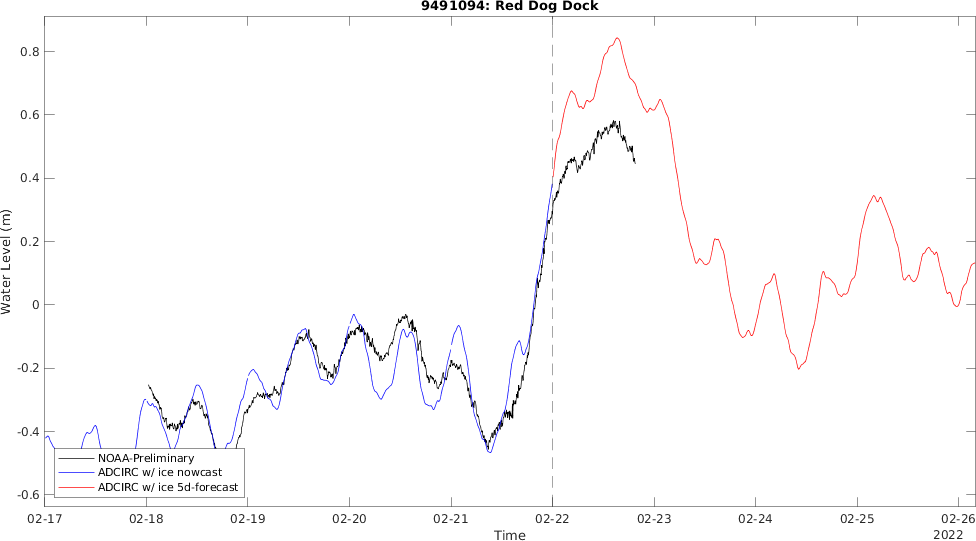 9491094: Red Dog Dock
0.8
0.6
0.4
0.2
0
-0.2
-0.4
-0.6
Water Level (m)
NOAA-Preliminary
ADCIRC w/ ice nowcast
ADCIRC w/ ice 5d-forecast
02-17 02-18 02-19 02-20 02-21 02-22 02-23 02-24 02-25 02-26
Time
2022